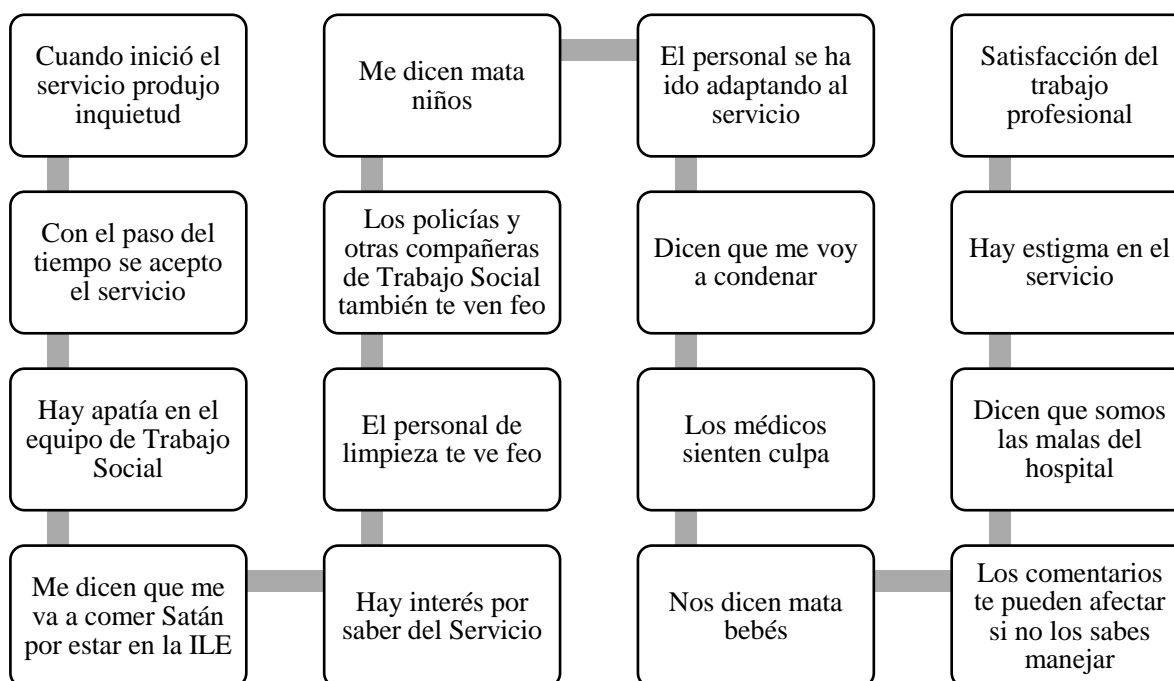 Cuando inició el
servicio produjo
inquietud
Con el paso del
tiempo se acepto
el servicio
Hay apatía en el
equipo de Trabajo
Social
Me dicen que me
va a comer Satán
por estar en la ILE
Hay interés por
saber del Servicio
El personal de
limpieza te ve feo
Los policías y
otras compañeras
de Trabajo Social
también te ven feo
Me dicen mata
niños
El personal se ha
ido adaptando al
servicio
Dicen que me voy
a condenar
Los médicos
sienten culpa
Nos dicen mata
bebés
Los comentarios
te pueden afectar
si no los sabes
manejar
Dicen que somos
las malas del
hospital
Hay estigma en el
servicio
Satisfacción del
trabajo
profesional